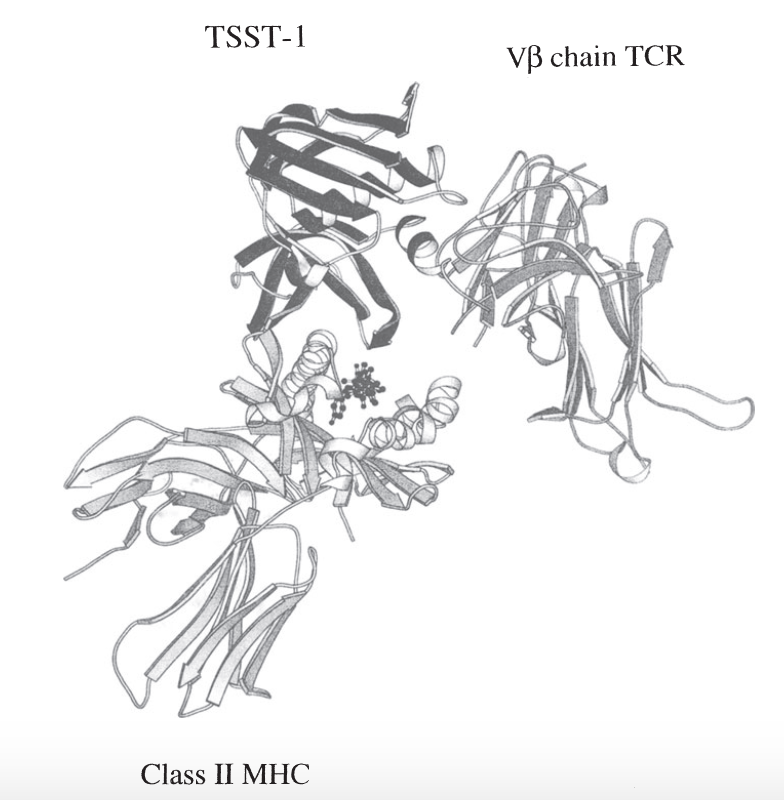 TSST-1
Vβ chain TCR
Class II MHC